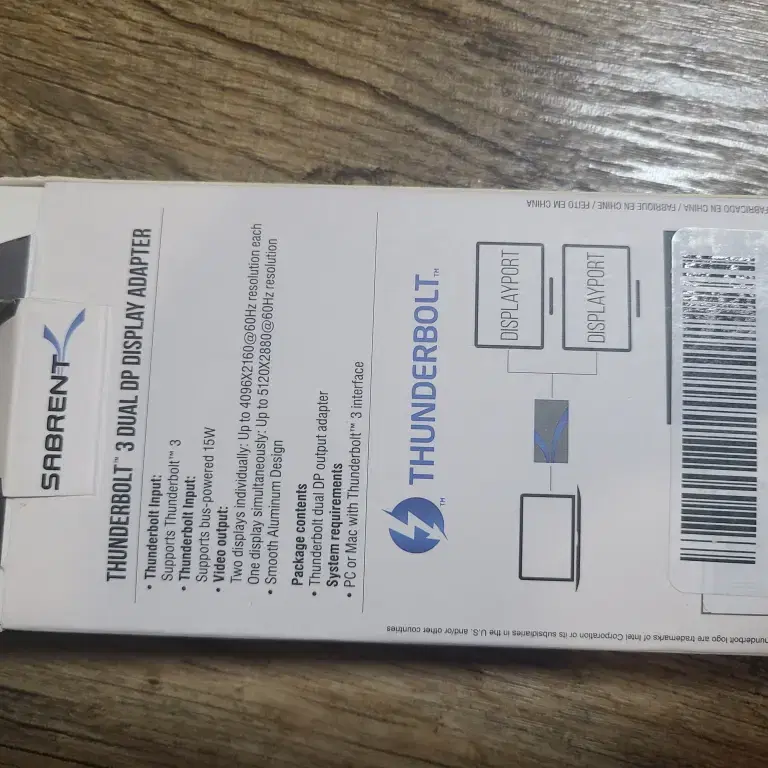 SABRENT
THUNDERBOLT™ 3 DUAL DP DISPLAY ADAPTER
• Thunderbolt Input:
Supports Thunderbolt™ 3
• Thunderbolt Input:
Supports bus-powered 15W
• Video output:
Two displays individually: Up to 4096X2160@60Hz resolution each
One display simultaneously: Up to 5120X2880@60Hz resolution
• Smooth Aluminum Design
Package contents
• Thunderbolt dual DP output adapter
System requirements
• PC or Mac with Thunderbolt™ 3 interface
THUNDERBOLT™
™
DISPLAYPORT
DISPLAYPORT
FABRICADO EN CHINA / FABRIQUE EN CHINE / FEITO EM CHINA
logo are trademarks of Intel Corporation or its subsidiaries in the U.S. and/or other countries